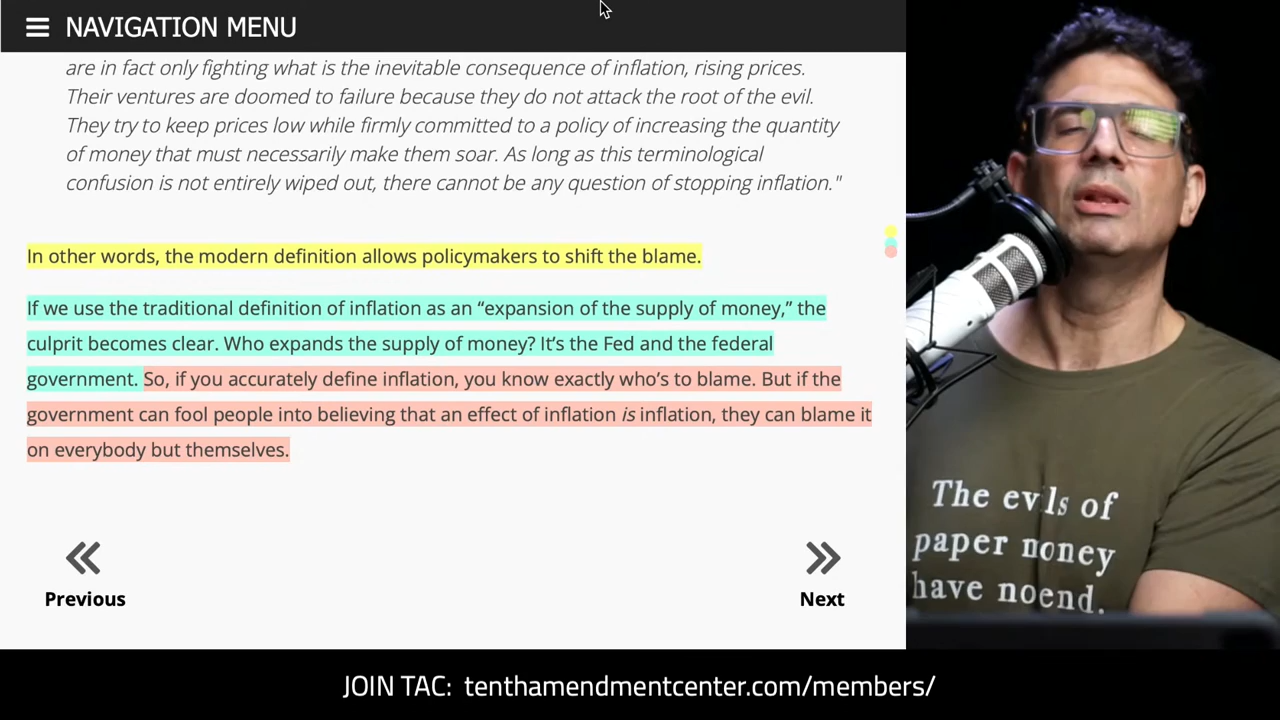 NAVIGATION MENU
are in fact only fighting what is the inevitable consequence of inflation, rising prices.
Their ventures are doomed to failure because they do not attack the root of the evil.
They try to keep prices low while firmly committed to a policy of increasing the quantity
of money that must necessarily make them soar. As long as this terminological
confusion is not entirely wiped out, there cannot be any question of stopping inflation."
In other words, the modern definition allows policymakers to shift the blame.
If we use the traditional definition of inflation as an “expansion of the supply of money,” the
culprit becomes clear. Who expands the supply of money? It’s the Fed and the federal
government. So, if you accurately define inflation, you know exactly who’s to blame. But if the
government can fool people into believing that an effect of inflation is inflation, they can blame it
on everybody but themselves.
Previous
Next
The evils of
paper money
have no end.
JOIN TAC: tenthamendmentcenter.com/members/